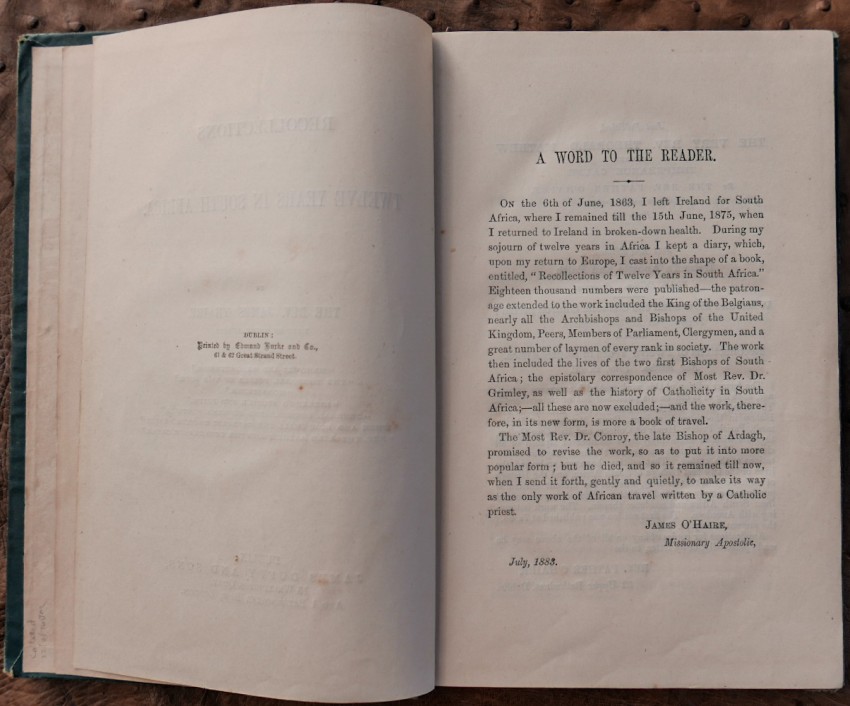 DUBLIN:
Printed by Edmund Burke and Co.,
61 & 62 Great Strand Street.
A WORD TO THE READER.
ON the 6th of June, 1863, I left Ireland for South
Africa, where I remained till the 15th June, 1875, when
I returned to Ireland in broken-down health. During my
sojourn of twelve years in Africa I kept a diary, which,
upon my return to Europe, I cast into the shape of a book,
entitled, "Recollections of Twelve Years in South Africa."
Eighteen thousand numbers were published—the patron-
age extended to the work included the King of the Belgians,
nearly all the Archbishops and Bishops of the United
Kingdom, Peers, Members of Parliament, Clergymen, and a
great number of laymen of every rank in society. The work
then included the lives of the two first Bishops of South
Africa; the epistolary correspondence of Most Rev. Dr.
Grimley, as well as the history of Catholicity in South
Africa;—all these are now excluded;—and the work, there-
fore, in its new form, is more a book of travel.
The Most Rev. Dr. Conroy, the late Bishop of Ardagh,
promised to revise the work, so as to put it into more
popular form; but he died, and so it remained till now,
when I send it forth, gently and quietly, to make its way
as the only work of African travel written by a Catholic
priest.
JAMES O'HAIRE,
Missionary Apostolic,
July, 1883.